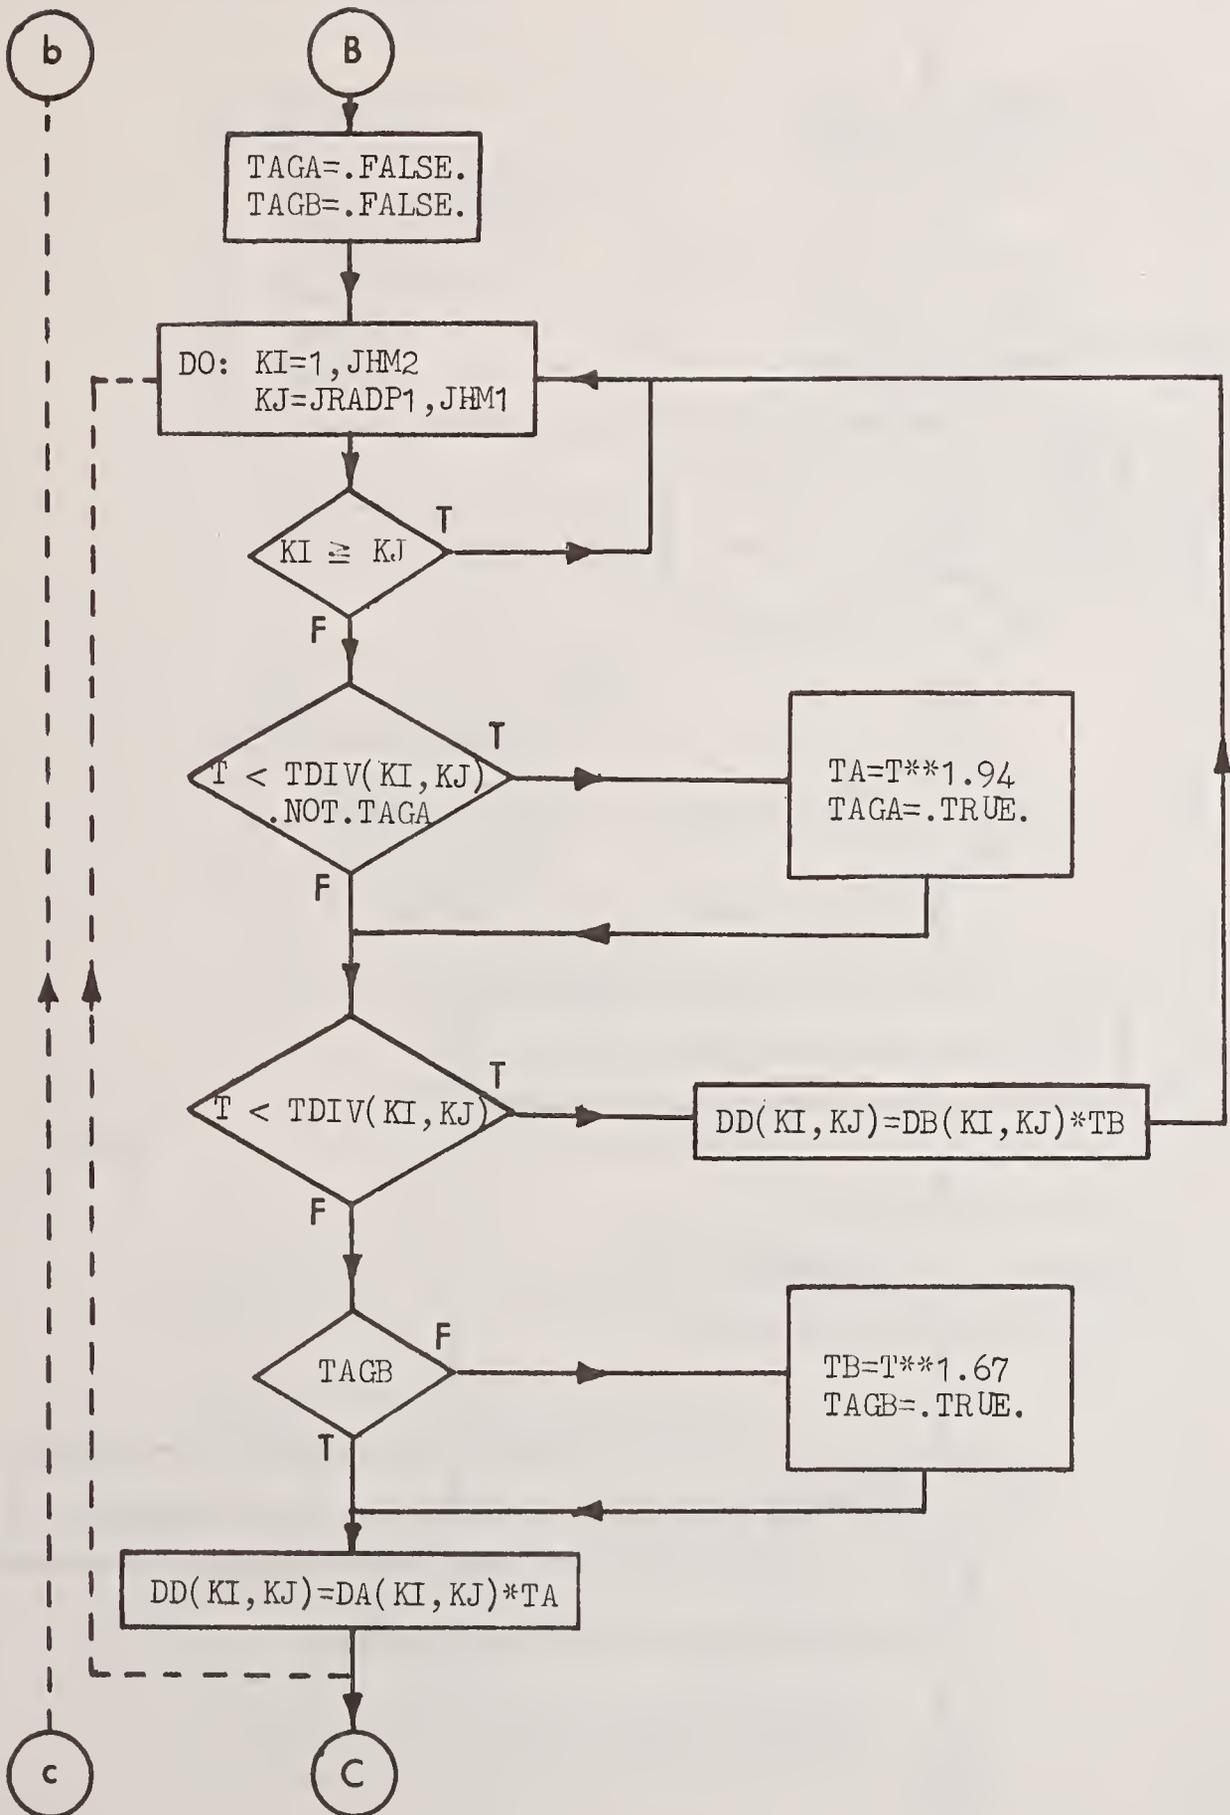 b
B
TAGA=.FALSE.
TAGB=.FALSE.
DO: KI=1,JHM2
KJ=JRADP1,JHM1
T
KI ≧ KJ
F
T
T < TDIV(KI,KJ)
.NOT.TAGA
TA=T**1.94
TAGA=.TRUE.
F
T
T < TDIV(KI,KJ)
DD(KI,KJ)=DB(KI,KJ)*TB
F
F
TAGB
TB=T**1.67
TAGB=.TRUE.
T
DD(KI,KJ)=DA(KI,KJ)*TA
c
C